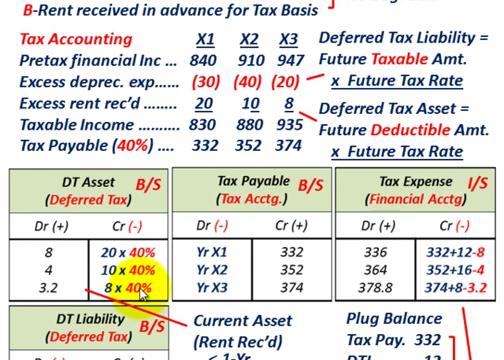 B-Rent received in advance for Tax Basis
Tax Accounting X1 X2 X3
Pretax financial Inc ... 840 910 947
Excess deprec. exp..... (30) (40) (20)
Excess rent rec'd ........ 20 10 8
Taxable Income .......... 830 880 935
Tax Payable (40%) .... 332 352 374
Deferred Tax Liability =
Future Taxable Amt.
x Future Tax Rate
Deferred Tax Asset =
Future Deductible Amt.
x Future Tax Rate
DT Asset B/S
(Deferred Tax)
Dr (+) Cr (-)
8 20 x 40%
4 10 x 40%
3.2 8 x 40%
Tax Payable B/S
(Tax Acctg.)
Dr (-) Cr (+)
Yr X1 332
Yr X2 352
Yr X3 374
Tax Expense I/S
(Financial Acctg)
Dr (+) Cr (-)
336 332+12-8
364 352+16-4
378.8 374+8-3.2
DT Liability B/S
(Deferred Tax)
Current Asset
(Rent Rec'd)
< 1-Yr
Plug Balance
Tax Pay. 332
DTL 12